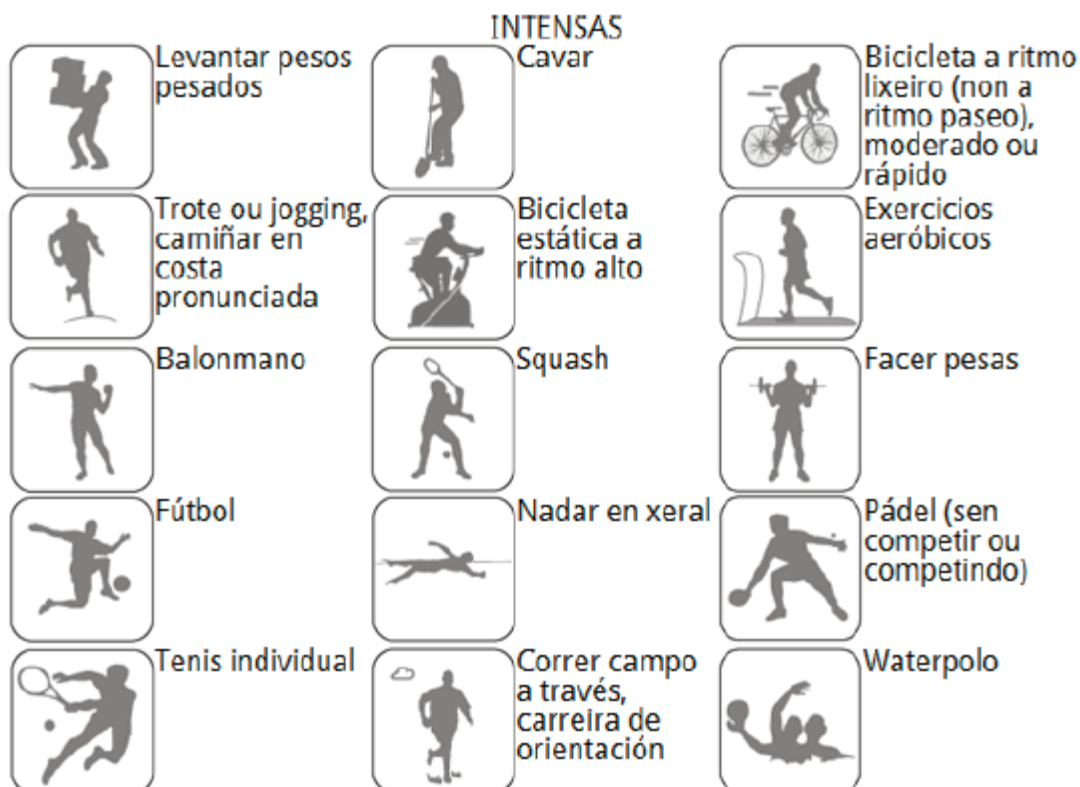 INTENSAS
Levantar pesos
pesados
Cavar
Bicicleta a ritmo
lixeiro (non a
ritmo paseo),
moderado ou
rápido
Trote ou jogging,
camiñar en
costa
pronunciada
Bicicleta
estática a
ritmo alto
Exercicios
aeróbicos
Balonmano
Squash
Facer pesas
Fútbol
Nadar en xeral
Pádel (sen
competir ou
competindo)
Tenis individual
Correr campo
a través,
carreira de
orientación
Waterpolo